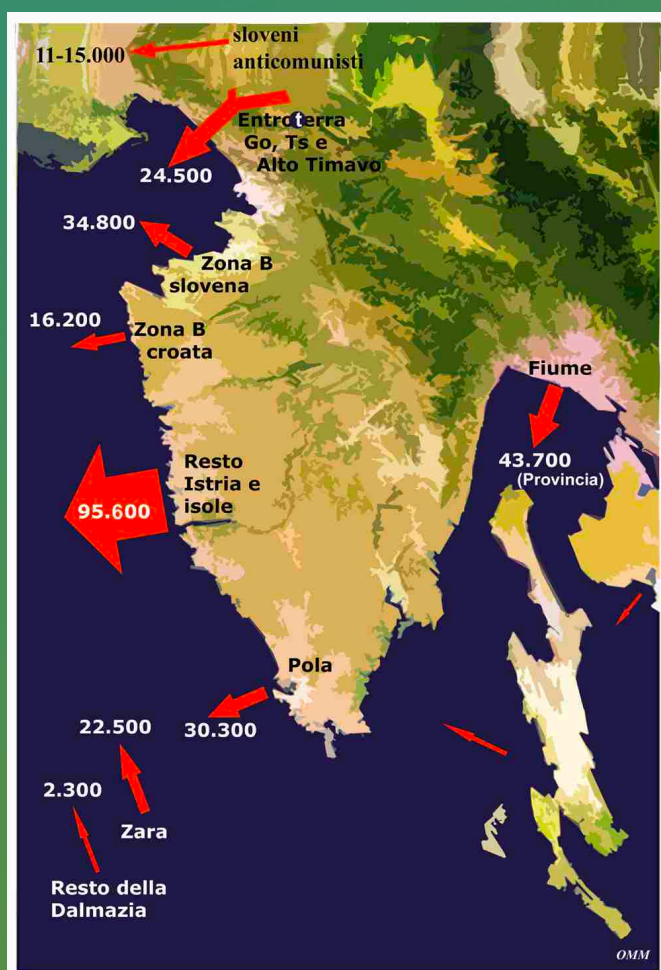 11-15.000
sloveni
anticomunisti
Entroterra
Go, Ts e
Alto Timavo
24.500
34.800
Zona B
slovena
16.200
Zona B
croata
Fiume
43.700
(Provincia)
Resto
Istria e
isole
95.600
Pola
30.300
22.500
2.300
Zara
Resto della
Dalmazia
OMM